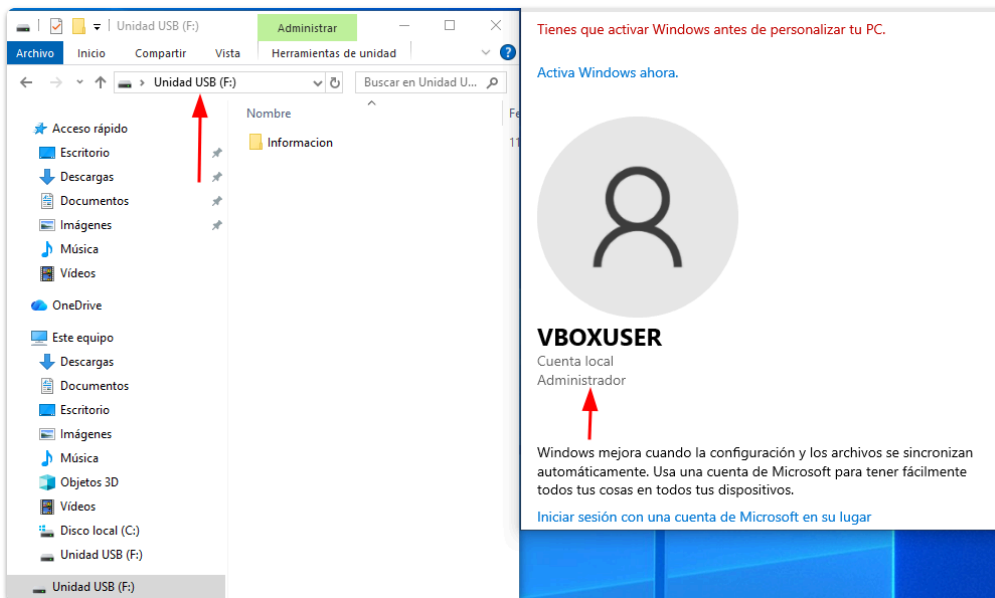 Unidad USB (F:)
Administrar
Archivo
Inicio
Compartir
Vista
Herramientas de unidad
Unidad USB (F:)
Buscar en Unidad U...
Nombre
Fe
Acceso rápido
Informacion
11
Escritorio
Descargas
Documentos
Imágenes
Música
Vídeos
OneDrive
Este equipo
Descargas
Documentos
Escritorio
Imágenes
Música
Objetos 3D
Vídeos
Disco local (C:)
Unidad USB (F:)
Unidad USB (F:)
Tienes que activar Windows antes de personalizar tu PC.
Activa Windows ahora.
VBOXUSER
Cuenta local
Administrador
Windows mejora cuando la configuración y los archivos se sincronizan
automáticamente. Usa una cuenta de Microsoft para tener fácilmente
todos tus cosas en todos tus dispositivos.
Iniciar sesión con una cuenta de Microsoft en su lugar